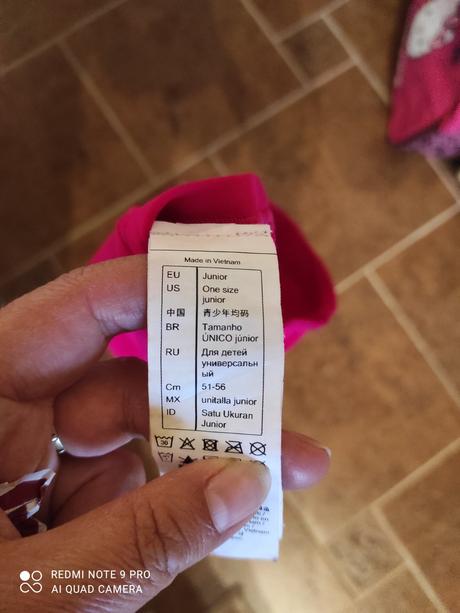 Made in Vietnam
EU Junior
US One size
junior
中国 青少年均码
BR Tamanho
ÚNICO júnior
RU Для детей
универсальн
ый
Cm 51-56
MX unitalla junior
ID Satu Ukuran
Junior
30
REDMI NOTE 9 PRO
AI QUAD CAMERA